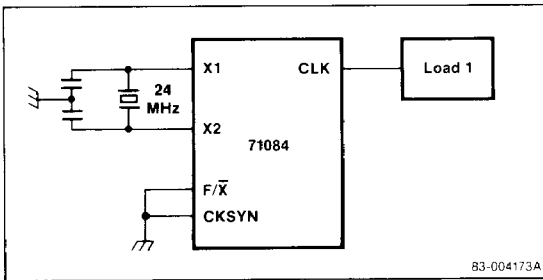 X1
CLK
Load 1
24
MHz
X2
71084
F/X̅
CKSYN
83-004173A